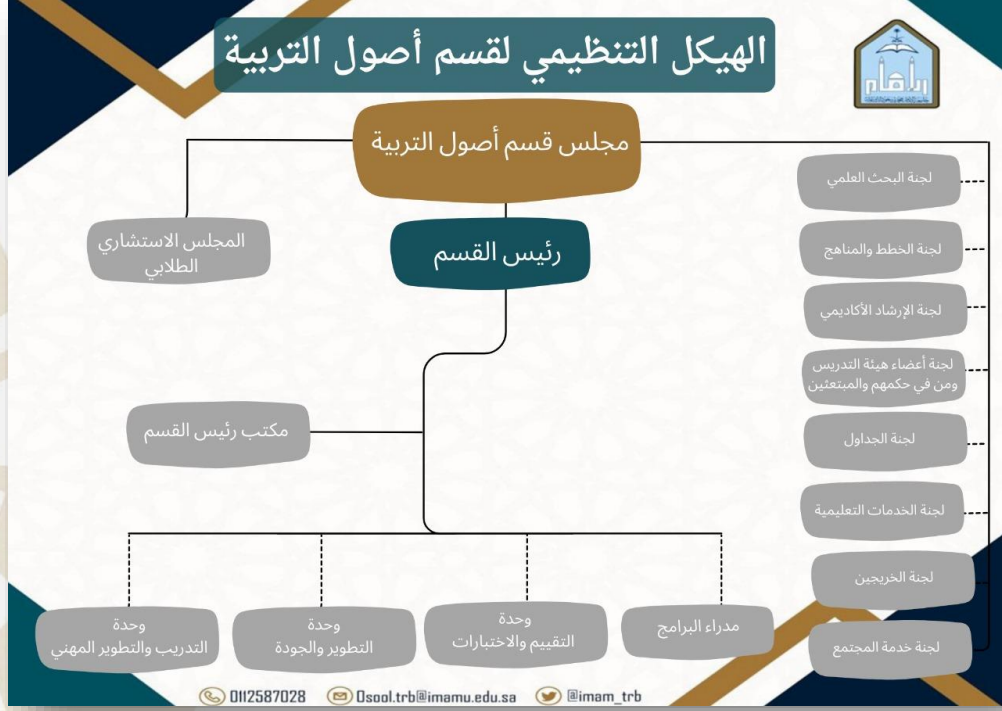 الهيكل التنظيمي لقسم أصول التربية
مجلس قسم أصول التربية
رئيس القسم
المجلس الاستشاري
الطلابي
مكتب رئيس القسم
لجنة البحث العلمي
لجنة الخطط والمناهج
لجنة الإرشاد الأكاديمي
لجنة أعضاء هيئة التدريس
ومن في حكمهم والمبتعثين
لجنة الجداول
لجنة الخدمات التعليمية
لجنة الخريجين
لجنة خدمة المجتمع
مدراء البرامج
وحدة
التقييم والاختبارات
وحدة
التطوير والجودة
وحدة
التدريب والتطوير المهني
0112587028
Osool.trb@imamu.edu.sa
@imam_trb